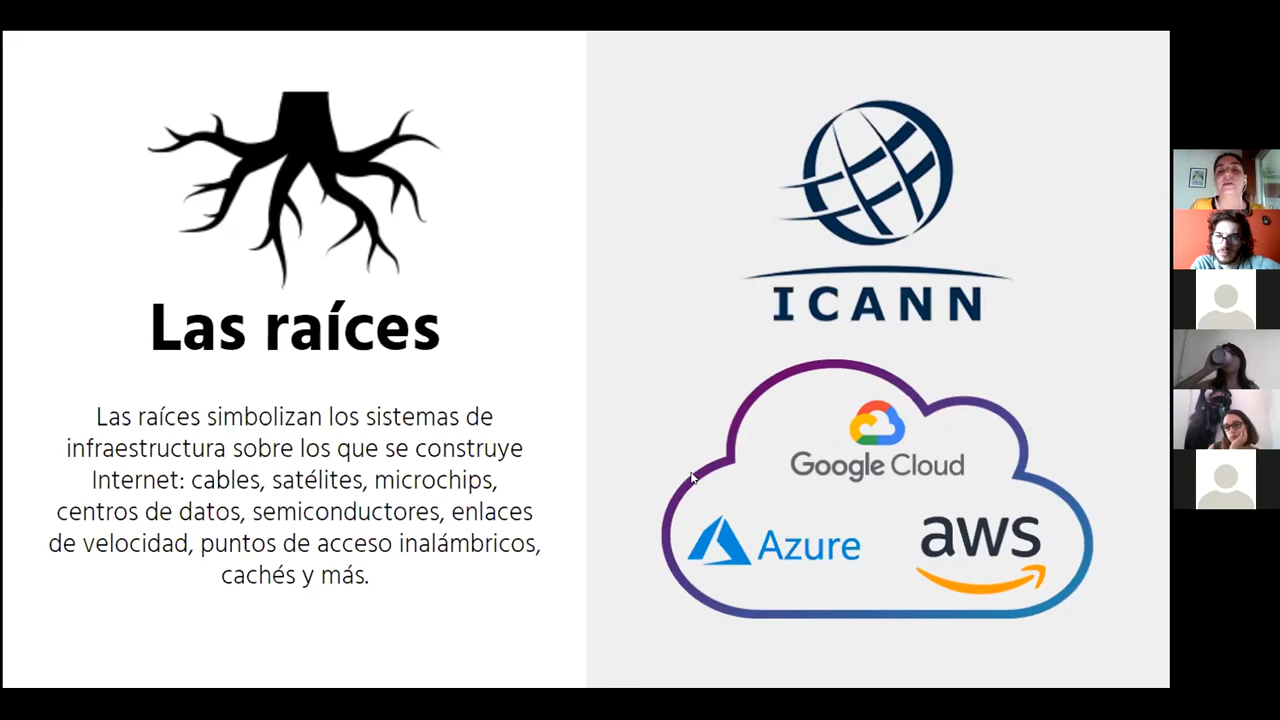 Las raíces
Las raíces simbolizan los sistemas de
infraestructura sobre los que se construye
Internet: cables, satélites, microchips,
centros de datos, semiconductores, enlaces
de velocidad, puntos de acceso inalámbricos,
cachés y más.
ICANN
Google Cloud
Azure
aws